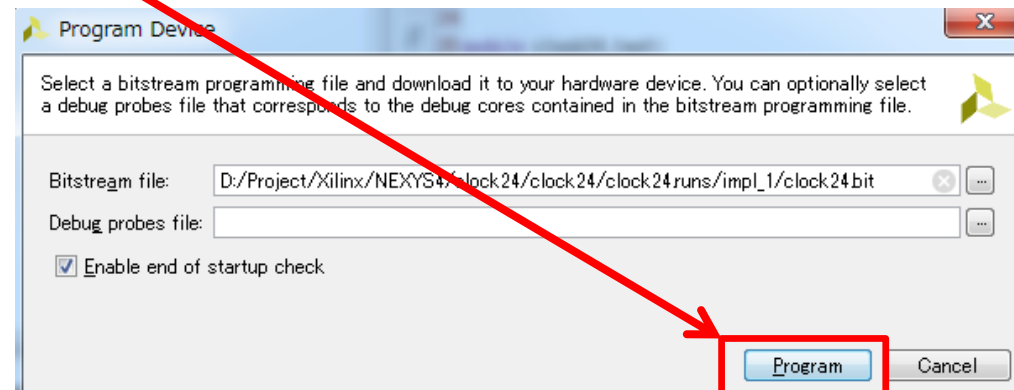 Program Device
Select a bitstream programming file and download it to your hardware device. You can optionally select
a debug probes file that corresponds to the debug cores contained in the bitstream programming file.
Bitstream file: D:/Project/Xilinx/NEXYS4/clock24/clock24/clock24.runs/impl_1/clock24.bit
Debug probes file:
Enable end of startup check
Program Cancel